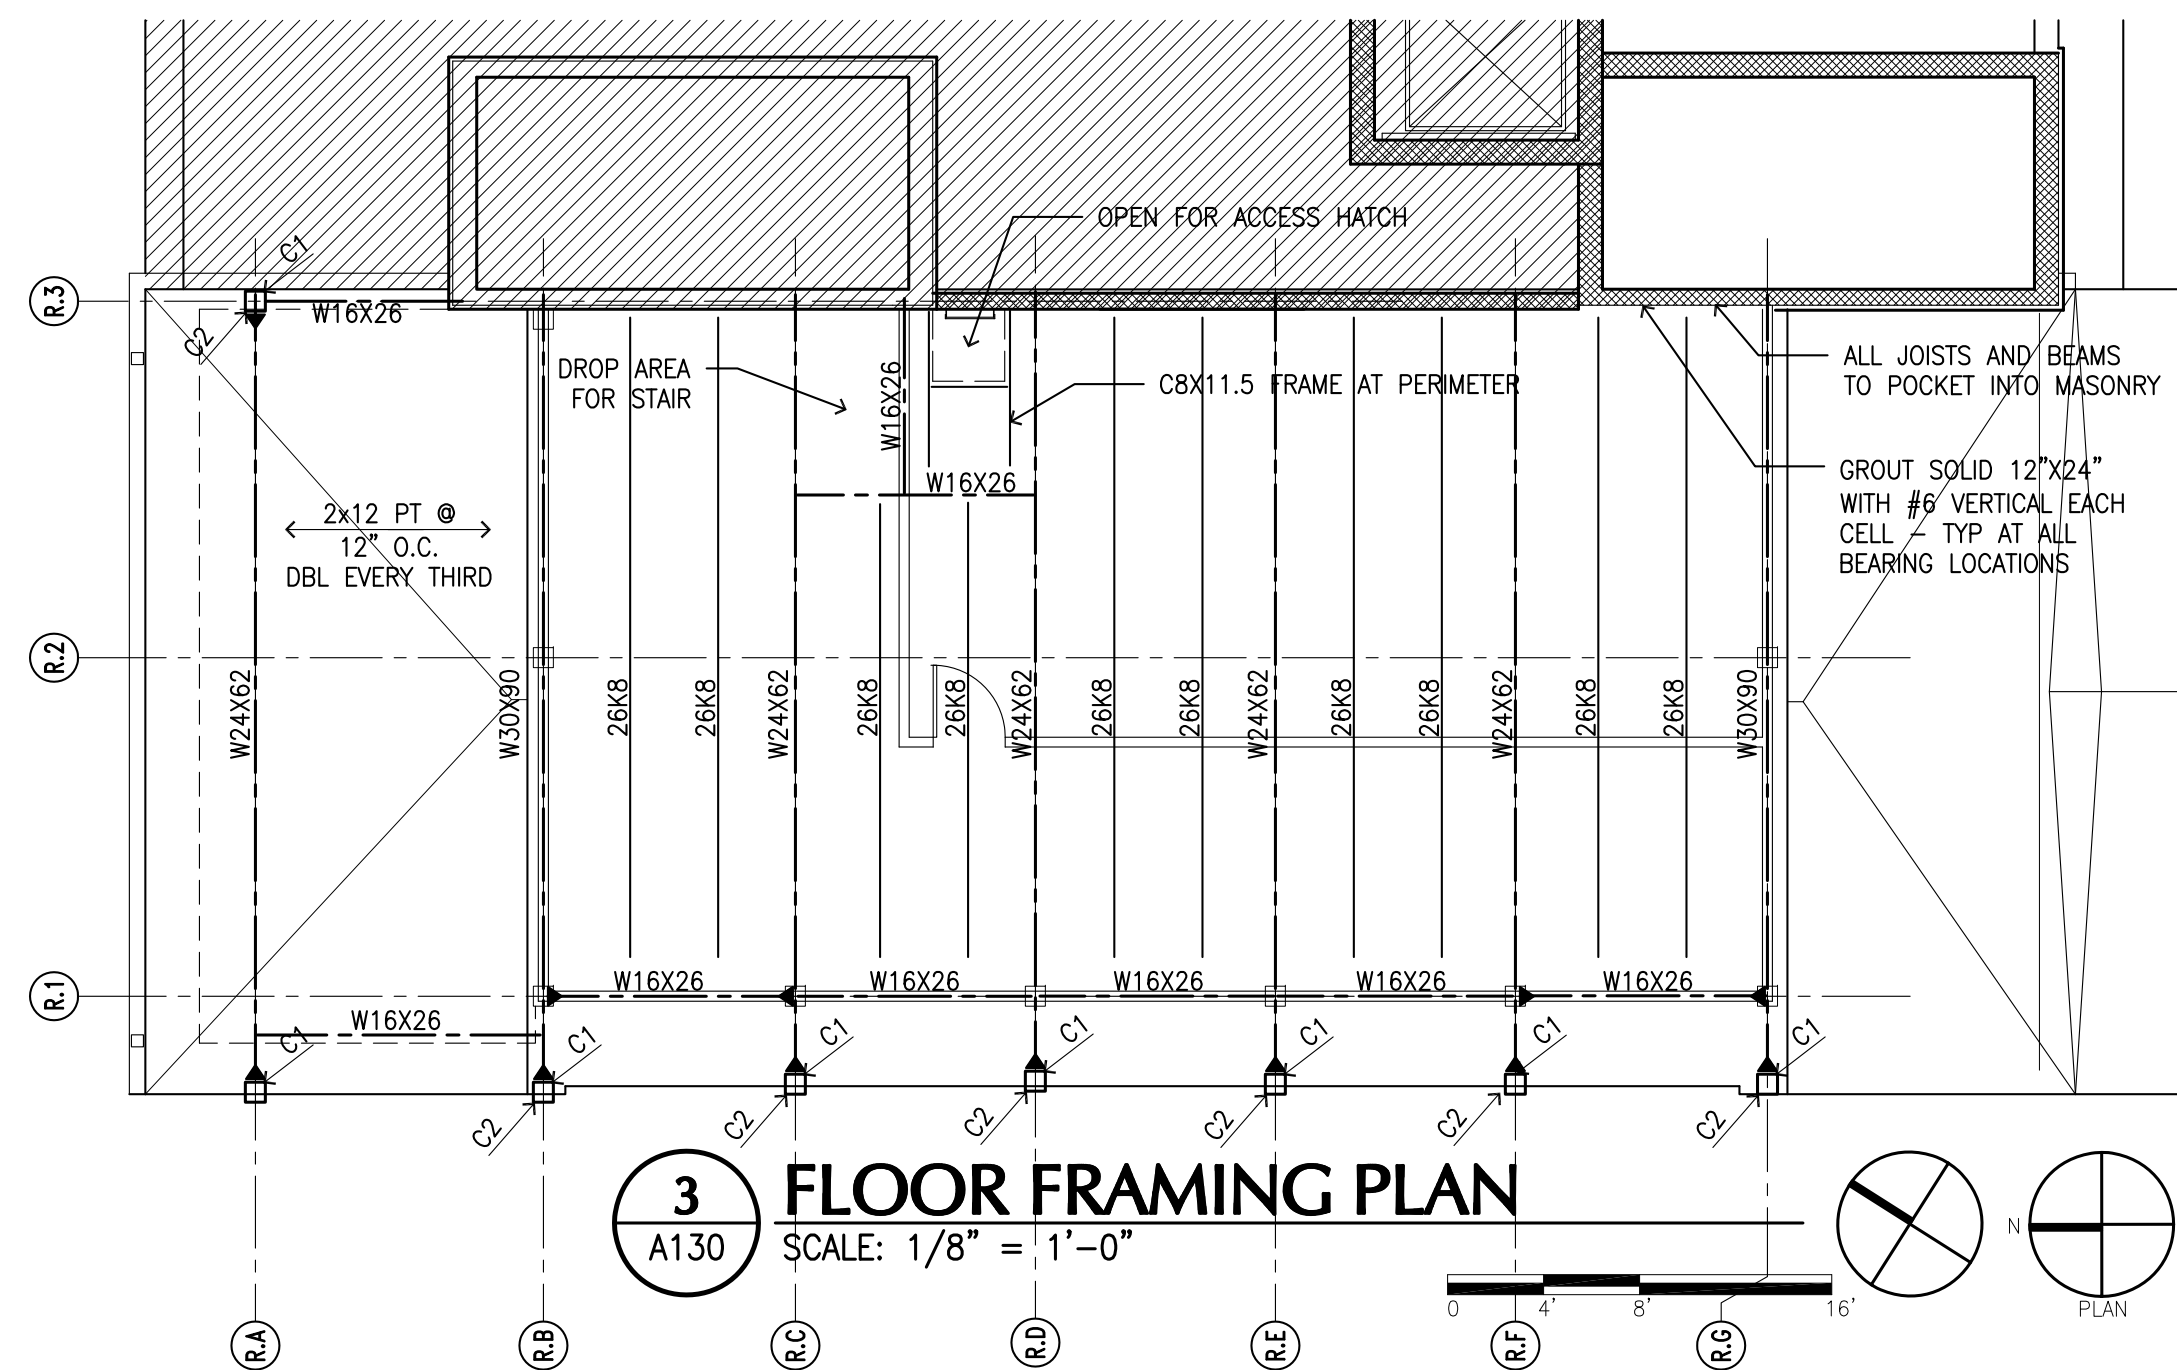 OPEN FOR ACCESS HATCH
C1
R.3
W16X26
C2
DROP AREA
FOR STAIR
W16X26
C8X11.5 FRAME AT PERIMETER
ALL JOISTS AND BEAMS
TO POCKET INTO MASONRY
W16X26
GROUT SOLID 12"X24"
WITH #6 VERTICAL EACH
CELL – TYP AT ALL
BEARING LOCATIONS
2x12 PT @
12" O.C.
DBL EVERY THIRD
R.2
W24X62
W30X90
26K8
26K8
W24X62
26K8
26K8
W24X62
26K8
26K8
W24X62
26K8
26K8
W24X62
26K8
26K8
W30X90
R.1
W16X26
W16X26
W16X26
W16X26
W16X26
W16X26
C1
C1
C1
C1
C1
C1
C1
C2
C2
C2
C2
C2
C2
3
A130
FLOOR FRAMING PLAN
SCALE: 1/8" = 1'-0"
N
0 4' 8' 16'
PLAN
R.A
R.B
R.C
R.D
R.E
R.F
R.G